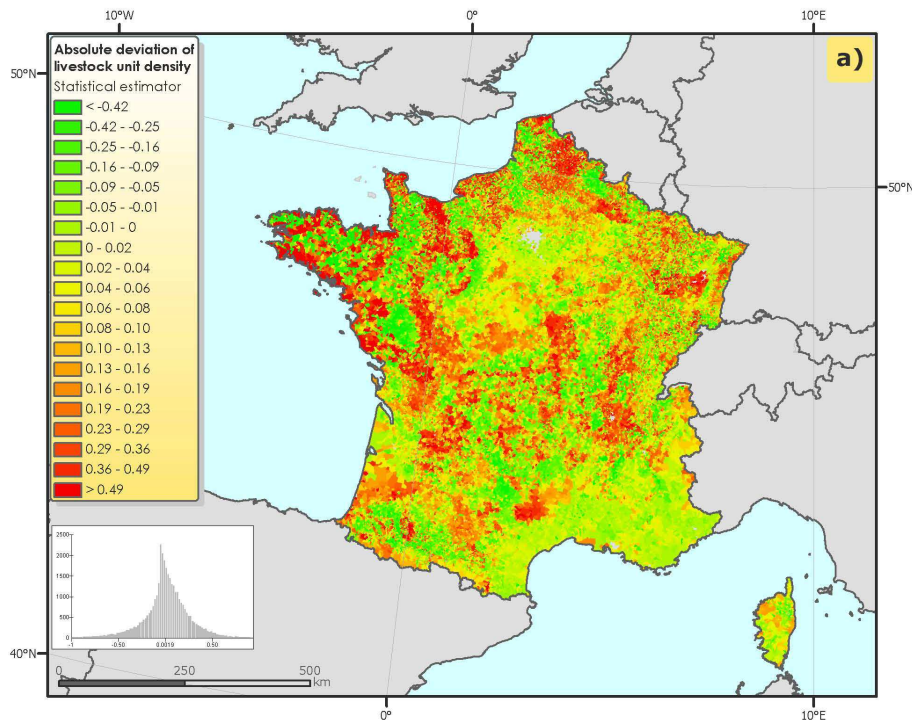 10°W
0°
10°E
50°N
50°N
40°N
0°
10°E
a)
Absolute deviation of
livestock unit density
Statistical estimator
< -0.42
-0.42 - -0.25
-0.25 - -0.16
-0.16 - -0.09
-0.09 - -0.05
-0.05 - -0.01
-0.01 - 0
0 - 0.02
0.02 - 0.04
0.04 - 0.06
0.06 - 0.08
0.08 - 0.10
0.10 - 0.13
0.13 - 0.16
0.16 - 0.19
0.19 - 0.23
0.23 - 0.29
0.29 - 0.36
0.36 - 0.49
> 0.49
2500
2000
1500
1000
500
0
-1 -0.50 0.0019 0.50
0 250 500
km